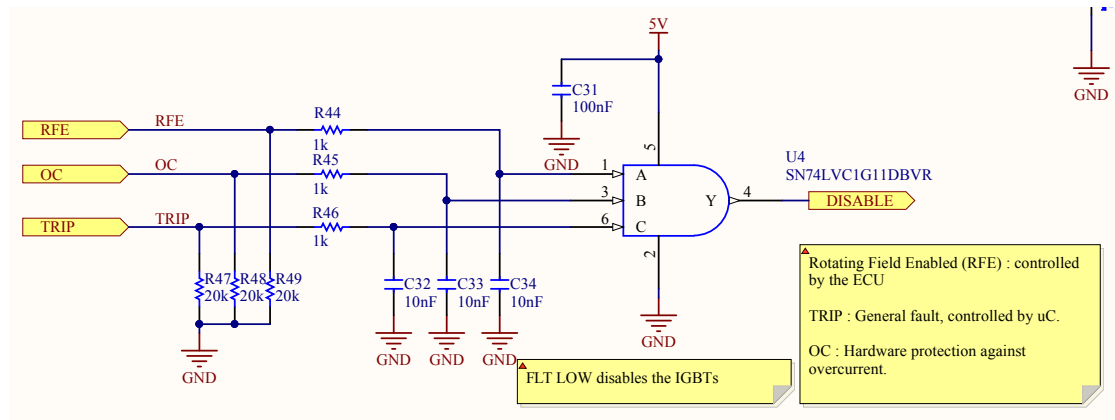 5V
C31
100nF
GND
GND
R44
RFE
RFE
1k
R45
5
U4
SN74LVC1G11DBVR
OC
OC
1k
1
A
3
B
Y
4
DISABLE
R46
TRIP
TRIP
1k
6
C
2
R47
20k
R48
20k
R49
20k
C32
10nF
C33
10nF
C34
10nF
GND
GND
GND
GND
GND
Rotating Field Enabled (RFE) : controlled
by the ECU
TRIP : General fault, controlled by uC.
OC : Hardware protection against
overcurrent.
FLT LOW disables the IGBTs